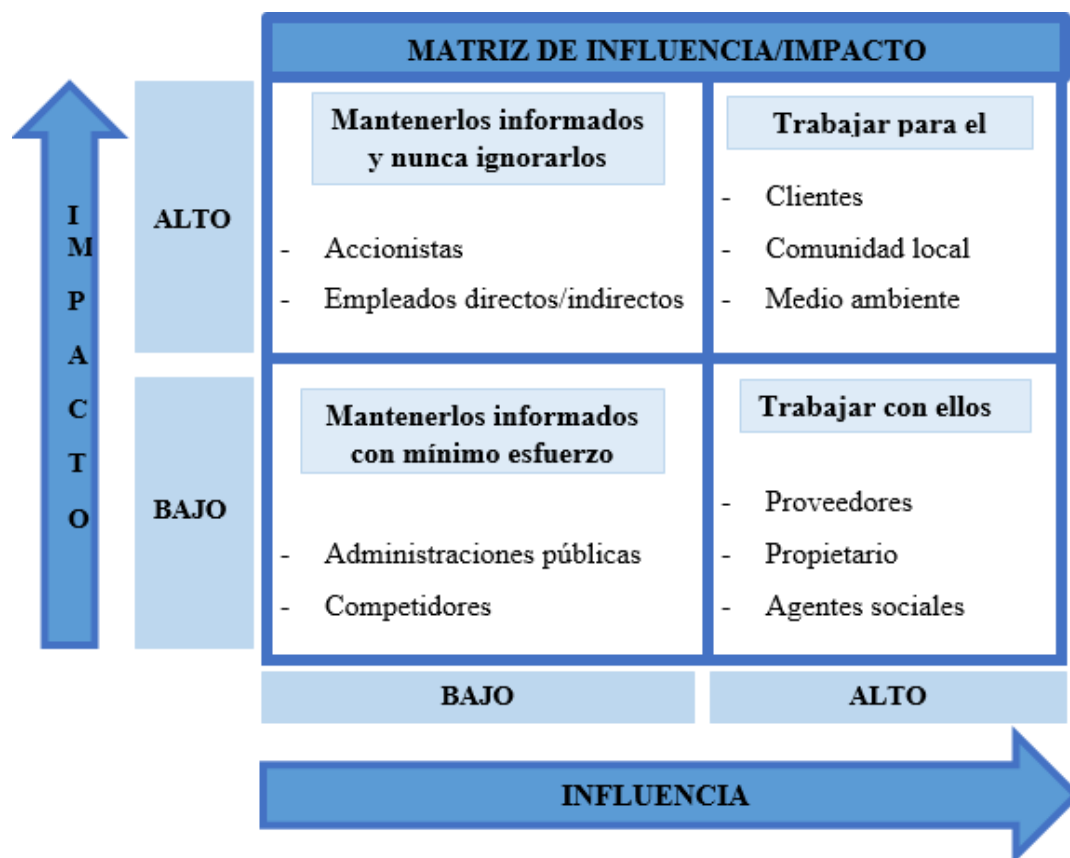 MATRIZ DE INFLUENCIA/IMPACTO
IMPACTO
ALTO
Mantenerlos informados
y nunca ignorarlos
- Accionistas
- Empleados directos/indirectos
Trabajar para el
- Clientes
- Comunidad local
- Medio ambiente
BAJO
Mantenerlos informados
con mínimo esfuerzo
- Administraciones públicas
- Competidores
Trabajar con ellos
- Proveedores
- Propietario
- Agentes sociales
BAJO
ALTO
INFLUENCIA